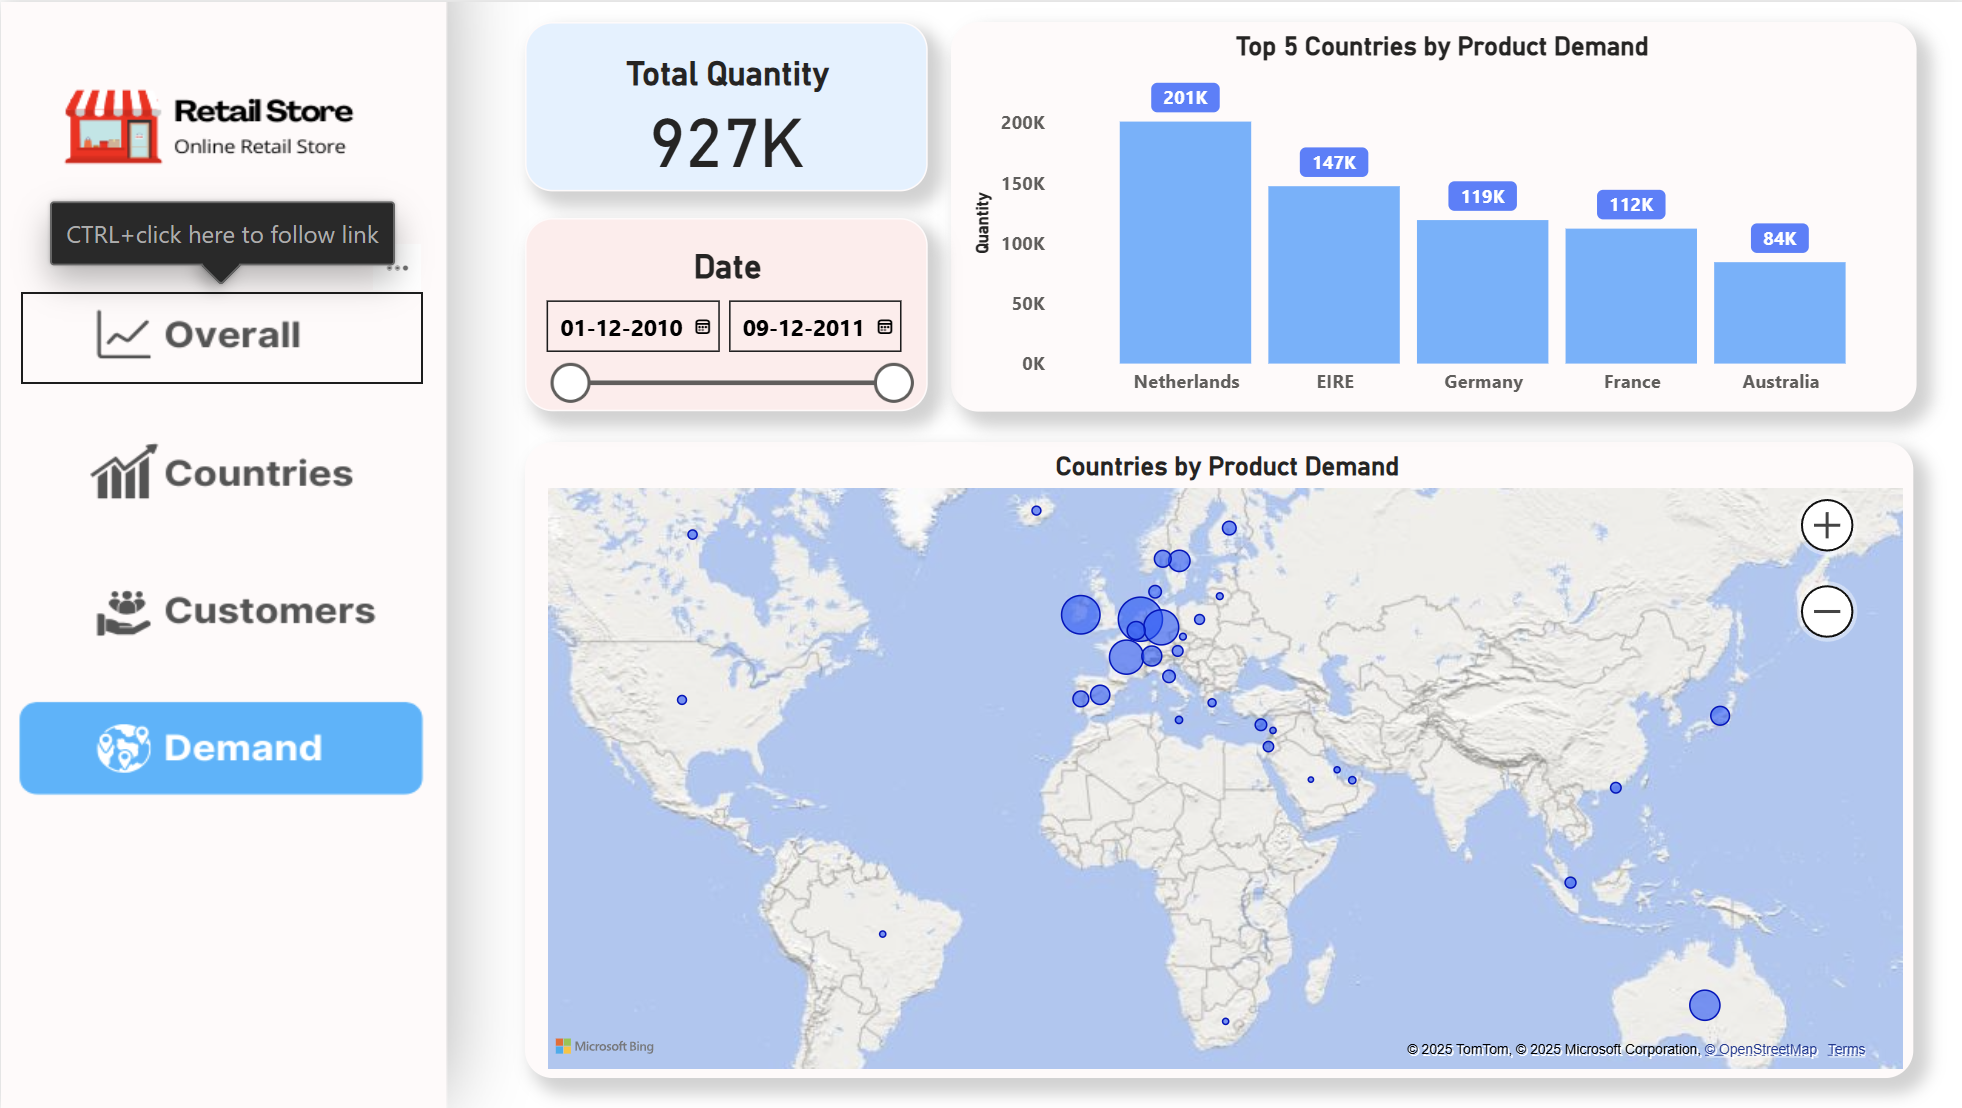 Retail Store
Online Retail Store
CTRL+click here to follow link
Overall
Countries
Customers
Demand
Total Quantity
927K
Date
01-12-2010
09-12-2011
Top 5 Countries by Product Demand
Quantity
200K
150K
100K
50K
0K
201K
147K
119K
112K
84K
Netherlands
EIRE
Germany
France
Australia
Countries by Product Demand
Microsoft Bing
© 2025 TomTom, © 2025 Microsoft Corporation, © OpenStreetMap Terms